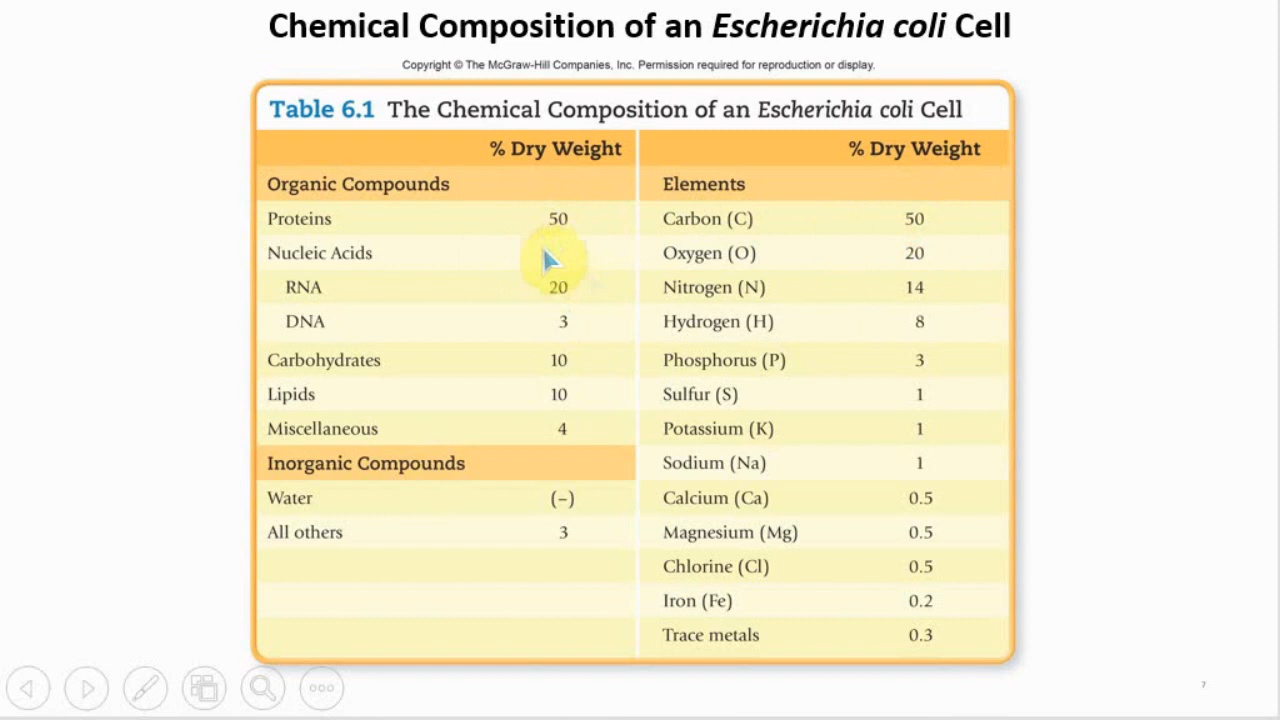 Chemical Composition of an Escherichia coli Cell
Copyright © The McGraw-Hill Companies, Inc. Permission required for reproduction or display.
Table 6.1 The Chemical Composition of an Escherichia coli Cell
% Dry Weight
Organic Compounds
Proteins 50
Nucleic Acids
RNA 20
DNA 3
Carbohydrates 10
Lipids 10
Miscellaneous 4
Inorganic Compounds
Water (–)
All others 3
% Dry Weight
Elements
Carbon (C) 50
Oxygen (O) 20
Nitrogen (N) 14
Hydrogen (H) 8
Phosphorus (P) 3
Sulfur (S) 1
Potassium (K) 1
Sodium (Na) 1
Calcium (Ca) 0.5
Magnesium (Mg) 0.5
Chlorine (Cl) 0.5
Iron (Fe) 0.2
Trace metals 0.3
7